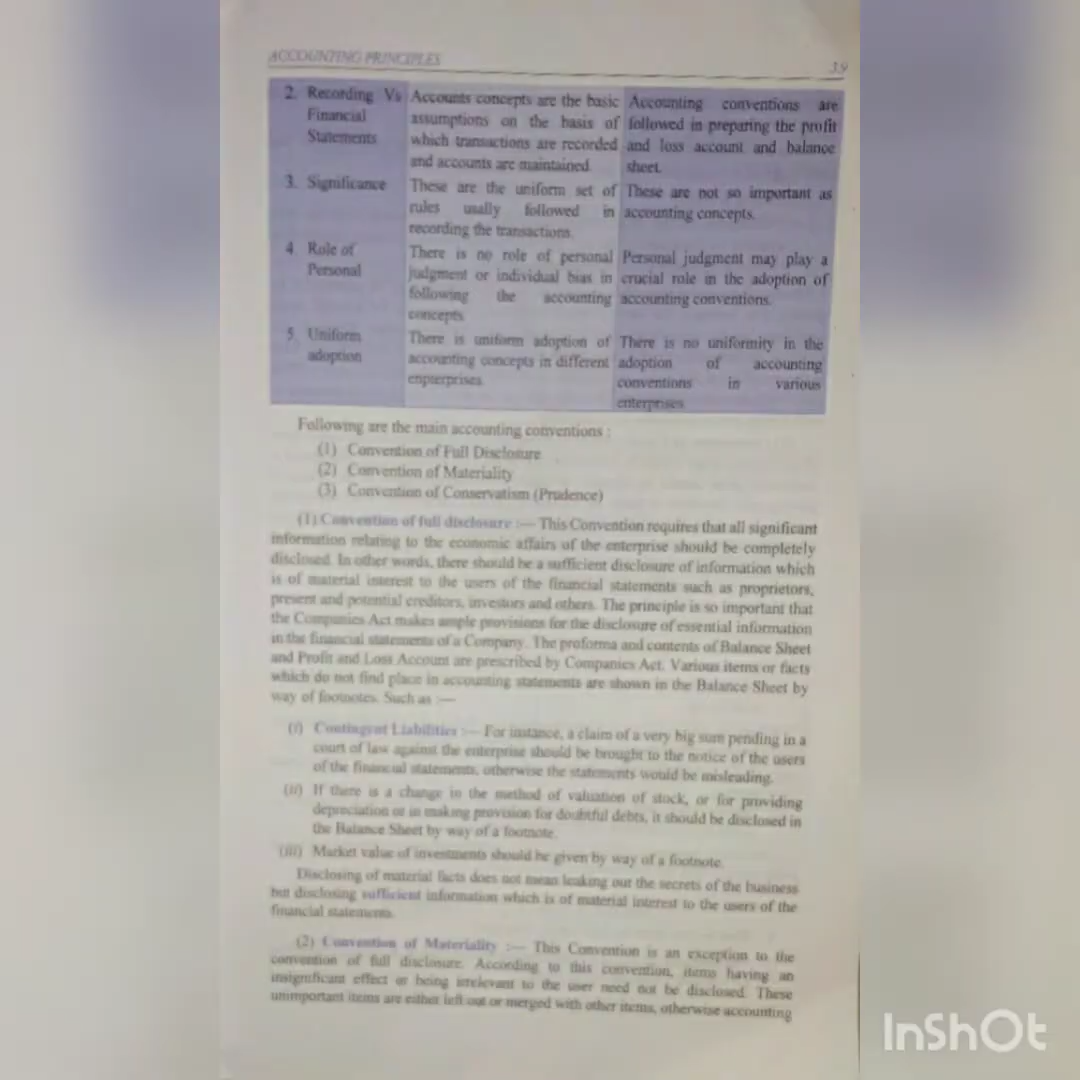 ACCOUNTING PRINCIPLES
39
2. Recording Vs Financial Statements
Accounts concepts are the basic assumptions on the basis of which transactions are recorded and accounts are maintained.
Accounting conventions are followed in preparing the profit and loss account and balance sheet.
3. Significance
These are the uniform set of rules usally followed in recording the transactions.
These are not so important as accounting concepts.
4. Role of Personal
There is no role of personal judgment or individual bias in following the accounting concepts
Personal judgment may play a crucial role in the adoption of accounting conventions.
5. Uniform adoption
There is uniform adoption of accounting concepts in different enpterprises.
There is no uniformity in the adoption of accounting conventions in various enterprises
Following are the main accounting conventions :
(1) Convention of Full Disclosure
(2) Convention of Materiality
(3) Convention of Conservatism (Prudence)
(1) Convention of full disclosure :— This Convention requires that all significant
information relating to the economic affairs of the enterprise should be completely
disclosed. In other words, there should be a sufficient disclosure of information which
is of material interest to the users of the financial statements such as proprietors,
present and potential creditors, investors and others. The principle is so important that
the Companies Act makes ample provisions for the disclosure of essential information
in the financial statements of a Company. The proforma and contents of Balance Sheet
and Profit and Loss Account are prescribed by Companies Act. Various items or facts
which do not find place in accounting statements are shown in the Balance Sheet by
way of footnotes. Such as :—
(i) Contingent Liabilities :— For instance, a claim of a very big sum pending in a
court of law against the enterprise should be brought to the notice of the users
of the financial statements, otherwise the statements would be misleading.
(ii) If there is a change in the method of valuation of stock, or for providing
depreciation or in making provision for doubtful debts, it should be disclosed in
the Balance Sheet by way of a footnote.
(iii) Market value of investments should be given by way of a footnote.
Disclosing of material facts does not mean leaking out the secrets of the business
but disclosing sufficient information which is of material interest to the users of the
financial statements.
(2) Convention of Materiality :— This Convention is an exception to the
convention of full disclosure. According to this convention, items having an
insignificant effect or being irrelevant to the user need not be disclosed. These
unimportant items are either left out or merged with other items, otherwise accounting
InShOt